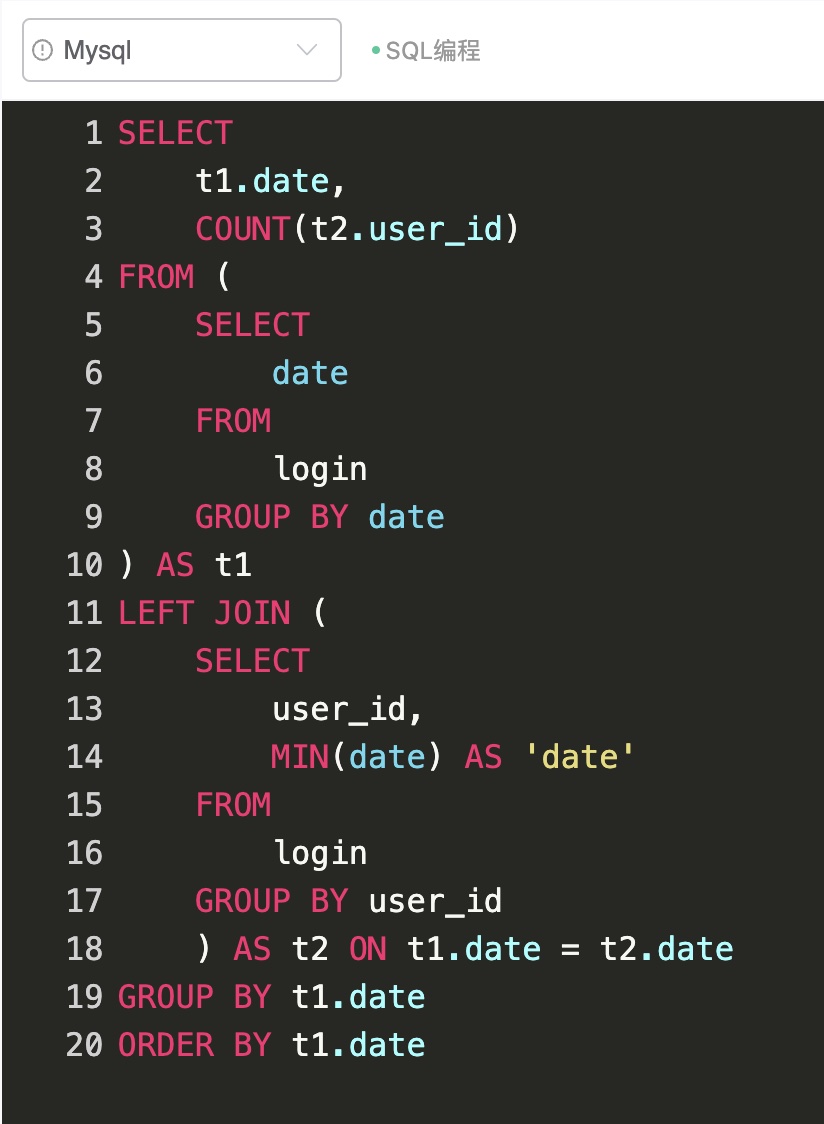 Mysql
SQL编程
1 SELECT
2     t1.date,
3     COUNT(t2.user_id)
4 FROM (
5     SELECT
6         date
7     FROM
8         login
9     GROUP BY date
10 ) AS t1
11 LEFT JOIN (
12     SELECT
13         user_id,
14         MIN(date) AS 'date'
15     FROM
16         login
17     GROUP BY user_id
18     ) AS t2 ON t1.date = t2.date
19 GROUP BY t1.date
20 ORDER BY t1.date